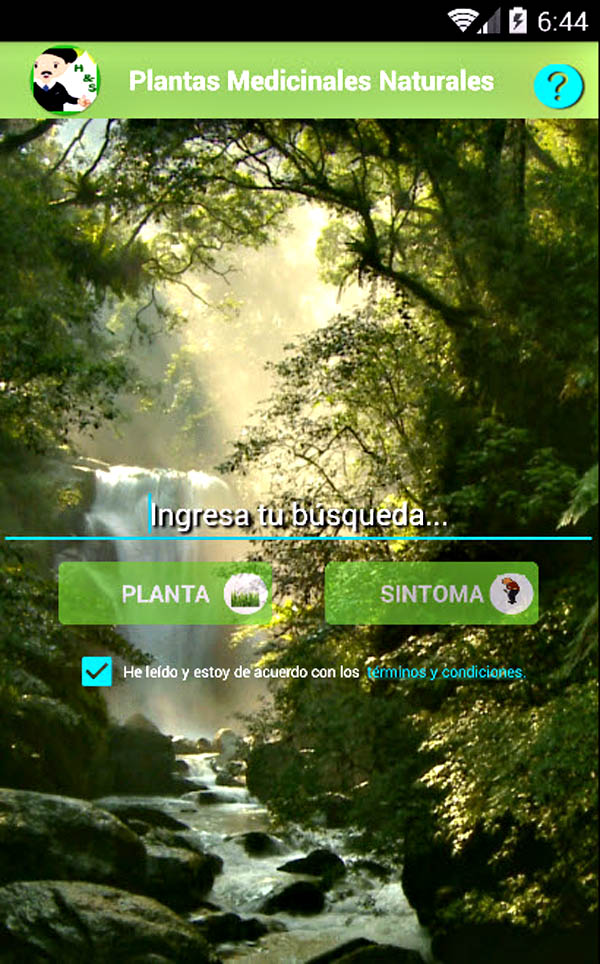 6:44
H
&
S
Plantas Medicinales Naturales
?
Ingresa tu búsqueda...
PLANTA
SINTOMA
He leído y estoy de acuerdo con los términos y condiciones.